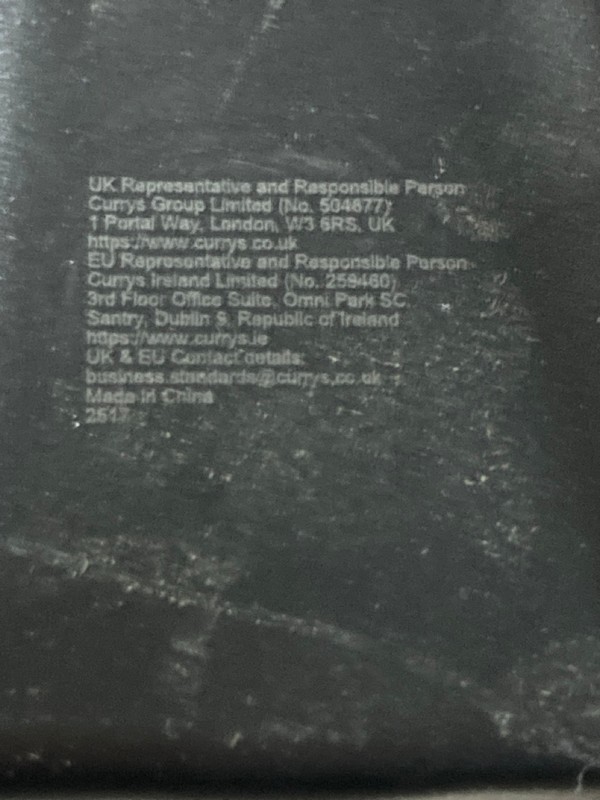 UK Representative and Responsible Person
Currys Group Limited (No. 504877)
1 Portal Way, London, W3 6RS, UK
https://www.currys.co.uk
EU Representative and Responsible Person
Currys Ireland Limited (No. 259460)
3rd Floor Office Suite, Omni Park SC,
Santry, Dublin 9, Republic of Ireland
https://www.currys.ie
UK & EU Contact details:
business.standards@currys.co.uk
Made in China
2517